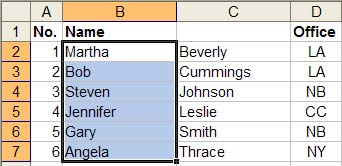 A B C D
1 No. Name Office
2 1 Martha Beverly LA
3 2 Bob Cummings LA
4 3 Steven Johnson NB
5 4 Jennifer Leslie CC
6 5 Gary Smith NB
7 6 Angela Thrace NY